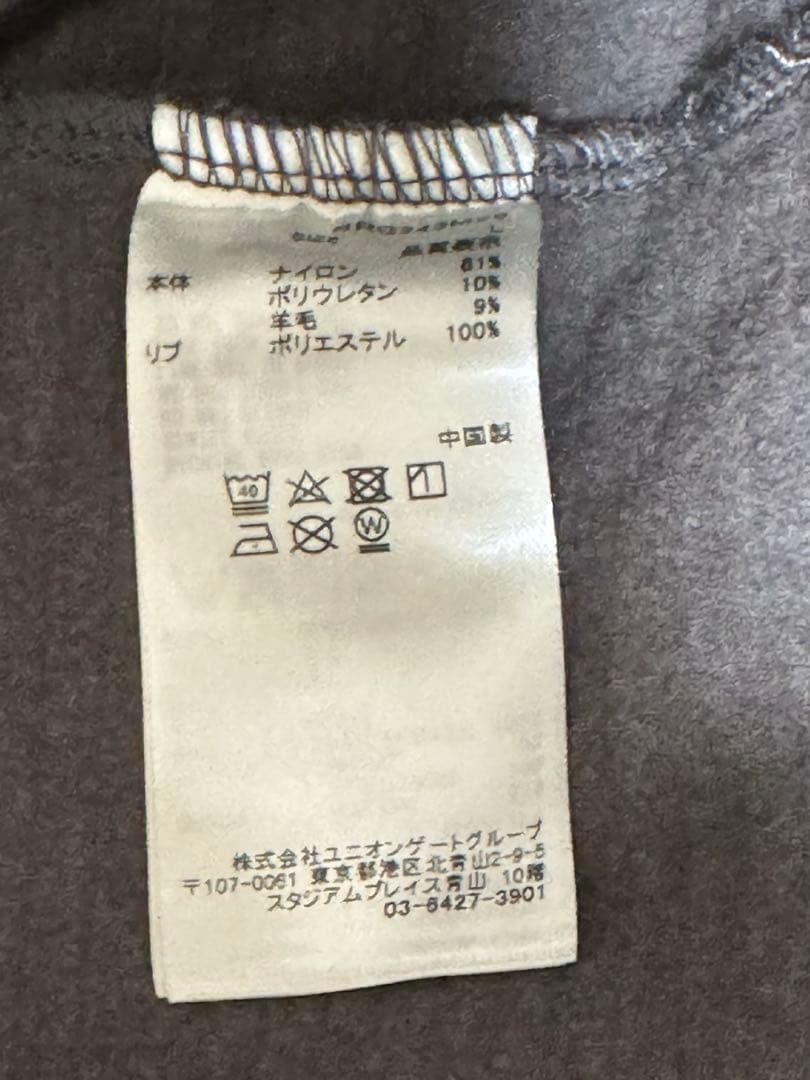 L
品質表示
本体 ナイロン 81%
ポリウレタン 10%
羊毛 9%
リブ ポリエステル 100%
中国製
40
W
株式会社ユニオンゲートグループ
〒107-0061 東京都港区北青山2-9-5
スタジアムプレイス青山 10階
03-6427-3901